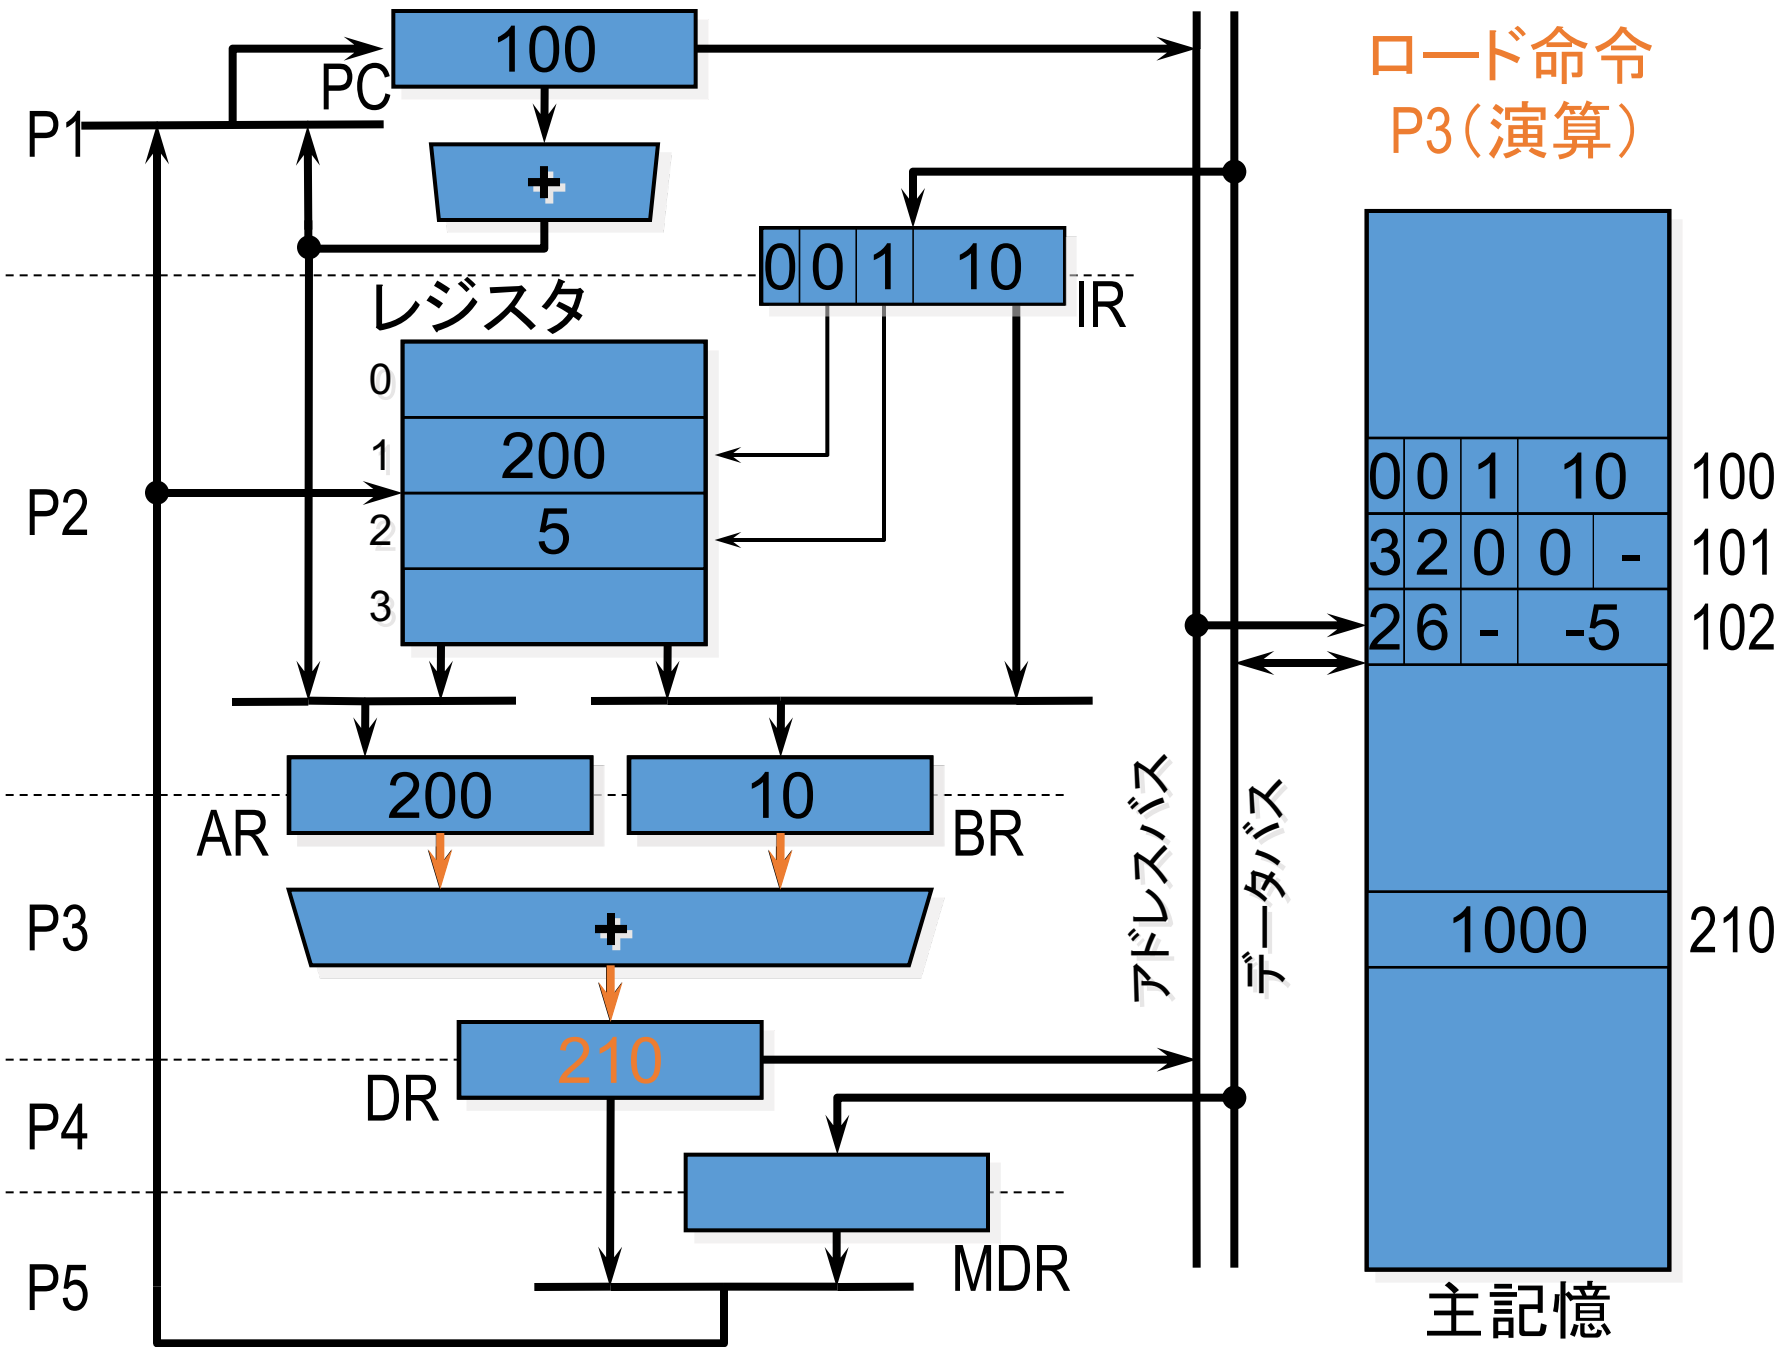 100
ロード命令
PC
P3（演算）
P1
+
0 0 1 10
IR
レジスタ
0
1 200
2 5
3
P2
0 0 1 10 100
3 2 0 0 - 101
2 6 - -5 102
200
10
AR
BR
アドレスバス
データバス
P3
+
1000 210
210
DR
P4
MDR
P5
主記憶